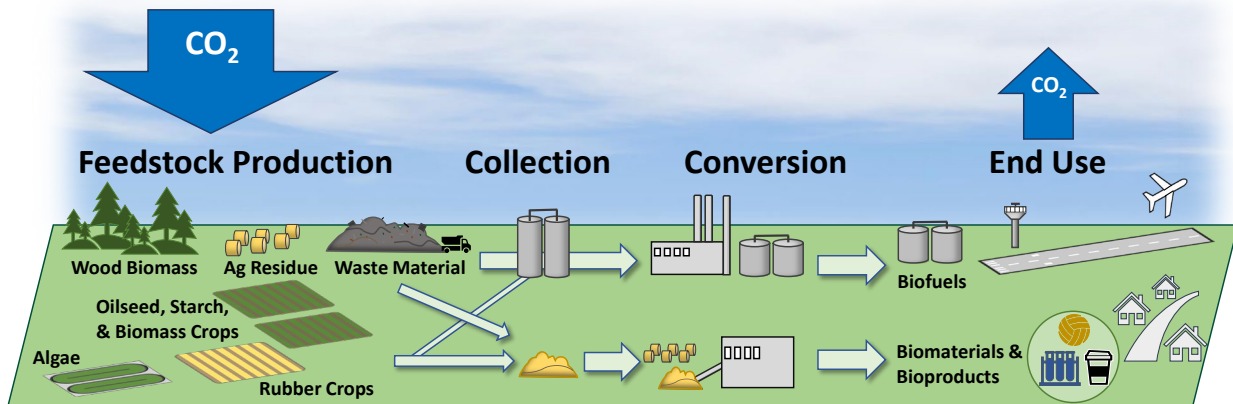 CO₂
CO₂
Feedstock Production
Collection
Conversion
End Use
Wood Biomass
Ag Residue
Waste Material
Biofuels
Oilseed, Starch,
& Biomass Crops
Algae
Rubber Crops
Biomaterials &
Bioproducts